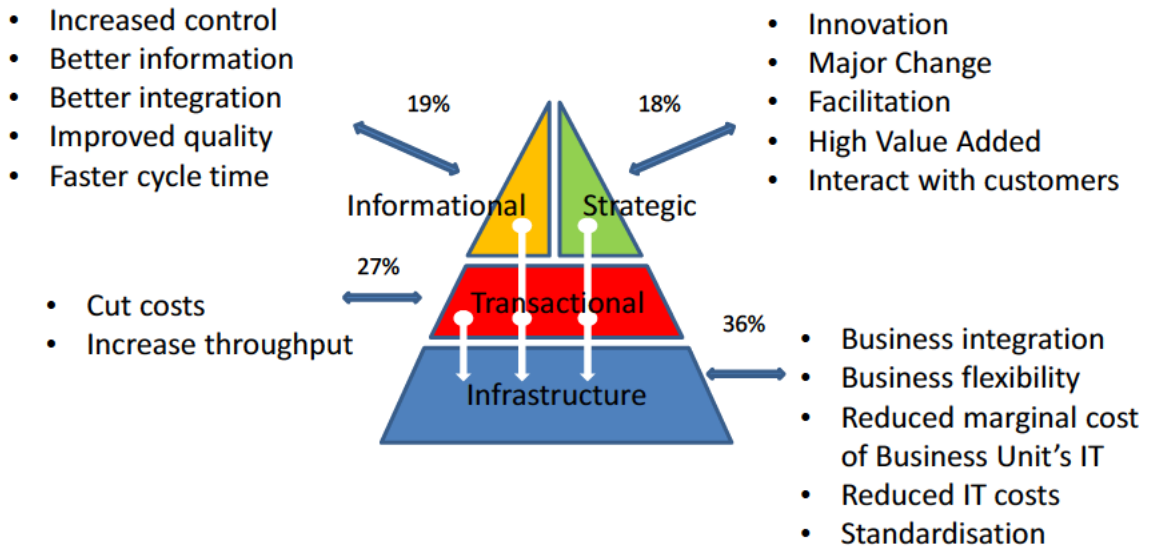 • Increased control
• Better information
• Better integration
• Improved quality
• Faster cycle time
19%
18%
• Innovation
• Major Change
• Facilitation
• High Value Added
• Interact with customers
Informational
Strategic
27%
• Cut costs
• Increase throughput
Transactional
36%
Infrastructure
• Business integration
• Business flexibility
• Reduced marginal cost
of Business Unit’s IT
• Reduced IT costs
• Standardisation